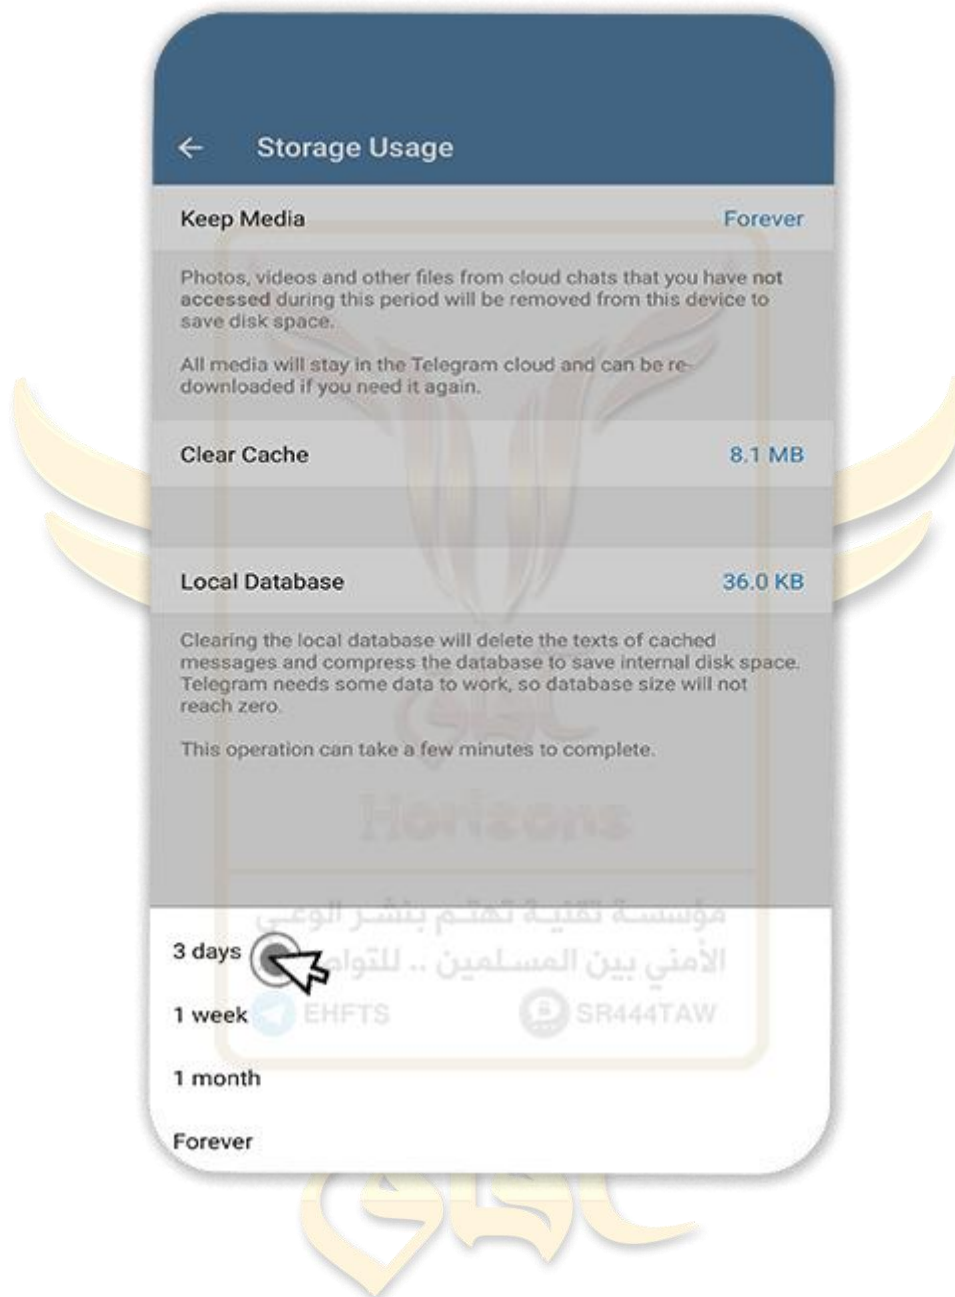 Storage Usage
Keep Media
Forever
Photos, videos and other files from cloud chats that you have not
accessed during this period will be removed from this device to
save disk space.
All media will stay in the Telegram cloud and can be re-
downloaded if you need it again.
Clear Cache
8.1 MB
Local Database
36.0 KB
Clearing the local database will delete the texts of cached
messages and compress the database to save internal disk space.
Telegram needs some data to work, so database size will not
reach zero.
This operation can take a few minutes to complete.
آفاق
Horizons
مؤسسة تقنية تهتم بنشر الوعي
3 days
الأمني بين المسلمين .. للتواصل
1 week
EHFTS
SR444TAW
1 month
Forever
آفاق